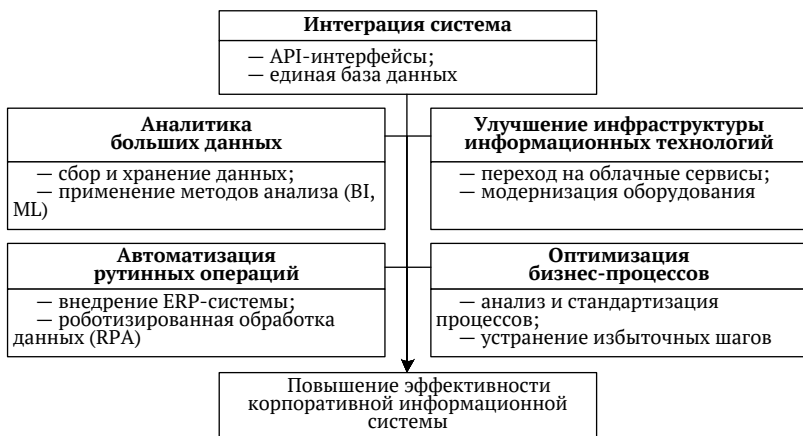 Интеграция система
— API-интерфейсы;
— единая база данных
Аналитика
больших данных
— сбор и хранение данных;
— применение методов анализа (BI,
ML)
Улучшение инфраструктуры
информационных технологий
— переход на облачные сервисы;
— модернизация оборудования
Автоматизация
рутинных операций
— внедрение ERP-системы;
— роботизированная обработка
данных (RPA)
Оптимизация
бизнес-процессов
— анализ и стандартизация
процессов;
— устранение избыточных шагов
Повышение эффективности
корпоративной информационной
системы